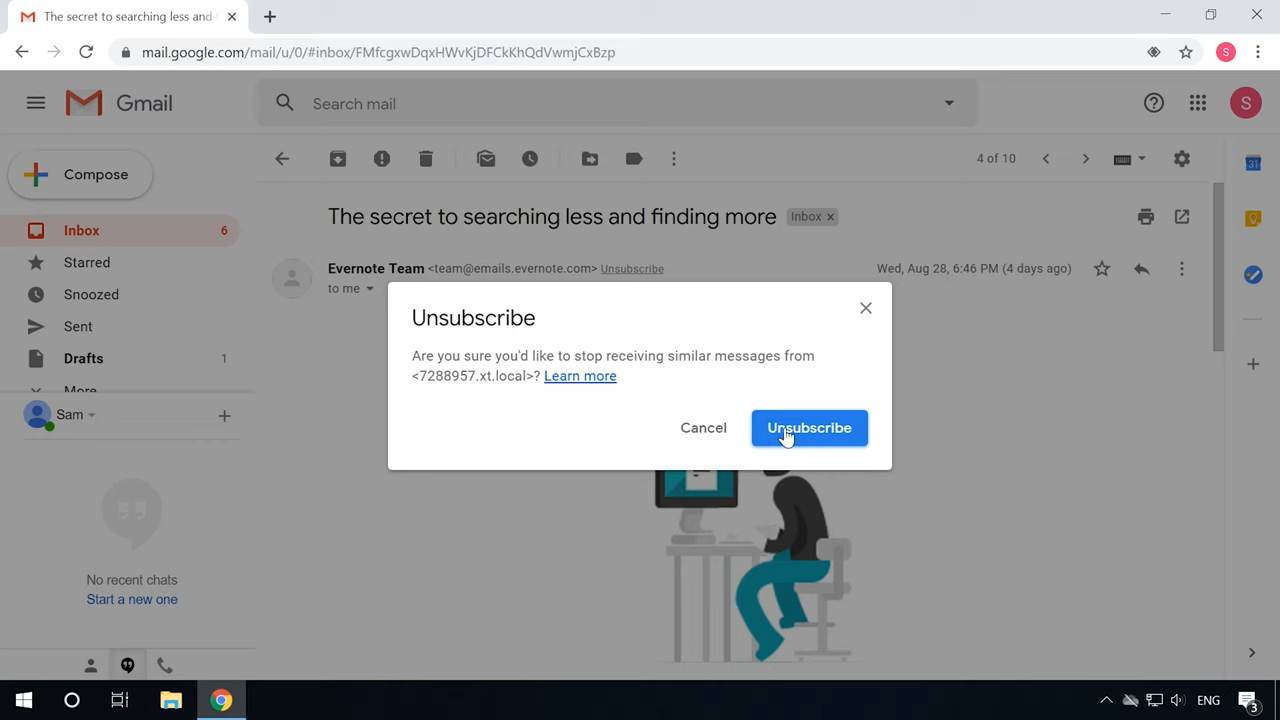 The secret to searching less and
mail.google.com/mail/u/0/#inbox/FMfcgxwDqxHWvKjDFCkKhQdVwmjCxBzp
S
Gmail
Search mail
S
Compose
4 of 10
31
The secret to searching less and finding more
Inbox x
Inbox 6
Starred
Evernote Team <team@emails.evernote.com> Unsubscribe
Wed, Aug 28, 6:46 PM (4 days ago)
to me
Snoozed
Sent
Drafts 1
More
Unsubscribe
Are you sure you'd like to stop receiving similar messages from
<7288957.xt.local>? Learn more
Cancel
Unsubscribe
Sam
No recent chats
Start a new one
ENG
3